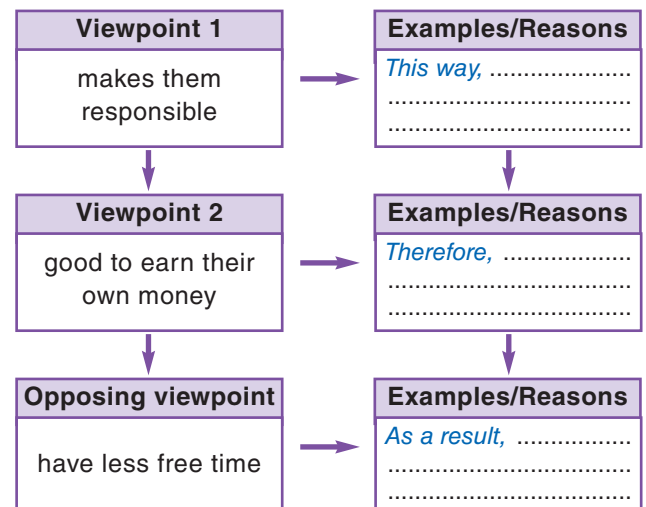 Viewpoint 1
makes them
responsible
Examples/Reasons
This way, .....................
....................................
....................................
Viewpoint 2
good to earn their
own money
Examples/Reasons
Therefore, ...................
....................................
....................................
Opposing viewpoint
have less free time
Examples/Reasons
As a result, .................
....................................
....................................